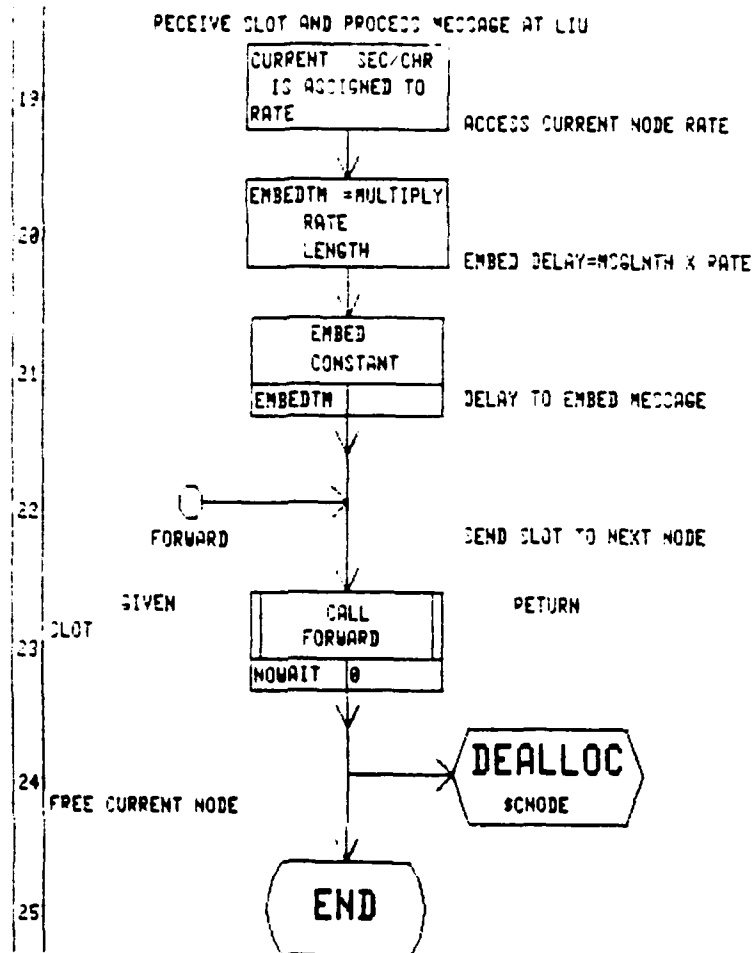 RECEIVE SLOT AND PROCESS MESSAGE AT LIU
CURRENT SEC/CHR
IS ASSIGNED TO
RATE
19
ACCESS CURRENT NODE RATE
EMBEDTM =MULTIPLY
RATE
LENGTH
20
EMBED DELAY=MSGLNTH X RATE
EMBED
CONSTANT
21
EMBEDTM
DELAY TO EMBED MESSAGE
22
FORWARD
SEND SLOT TO NEXT NODE
GIVEN
RETURN
SLOT
CALL
FORWARD
23
NOWAIT 0
DEALLOC
$CNODE
24
FREE CURRENT NODE
END
25